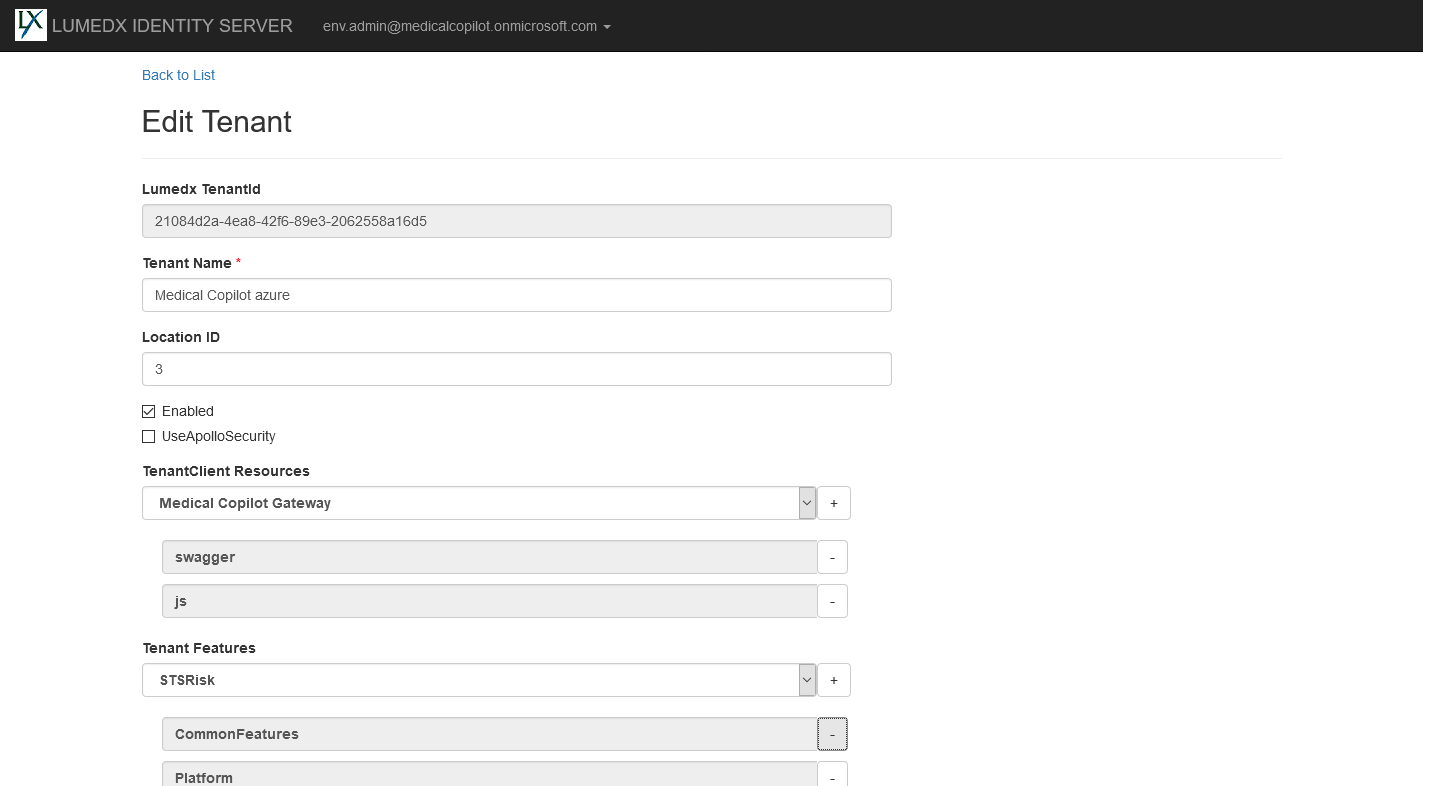 LX LUMEDX IDENTITY SERVER env.admin@medicalcopilot.onmicrosoft.com
Back to List
Edit Tenant
Lumedx TenantId
21084d2a-4ea8-42f6-89e3-2062558a16d5
Tenant Name *
Medical Copilot azure
Location ID
3
Enabled
UseApolloSecurity
TenantClient Resources
Medical Copilot Gateway +
swagger -
js -
Tenant Features
STSRisk +
CommonFeatures -
Platform -